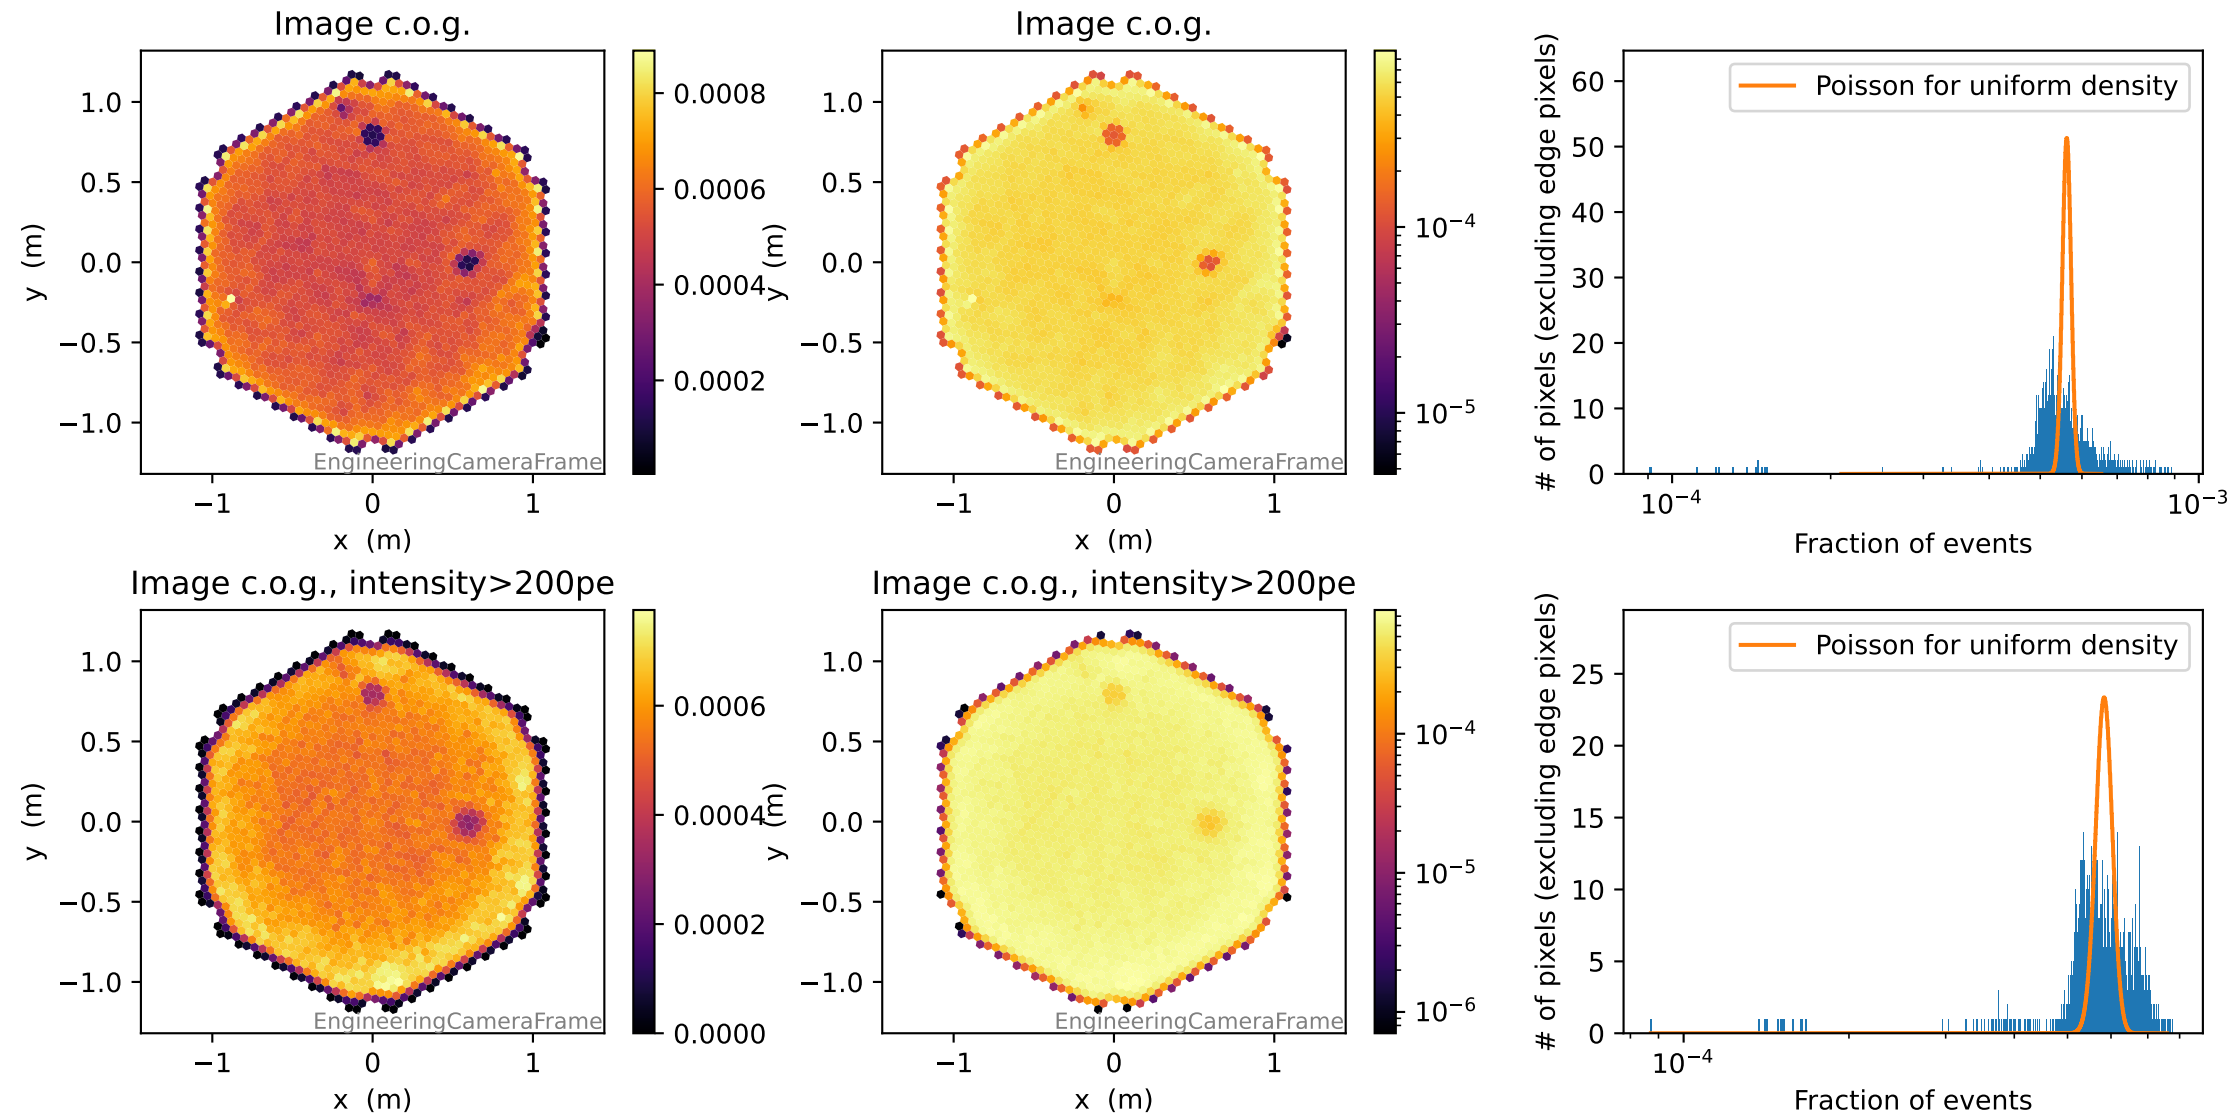 Image c.o.g.
1.0
0.5
0.0
−0.5
−1.0
y (m)
−1
0
1
x (m)
EngineeringCameraFrame
0.0008
0.0006
0.0004
0.0002
Image c.o.g.
1.0
0.5
0.0
−0.5
−1.0
y (m)
−1
0
1
x (m)
EngineeringCameraFrame
10⁻⁴
10⁻⁵
# of pixels (excluding edge pixels)
60
50
40
30
20
10
0
Poisson for uniform density
10⁻⁴
10⁻³
Fraction of events
Image c.o.g., intensity>200pe
1.0
0.5
0.0
−0.5
−1.0
y (m)
−1
0
1
x (m)
EngineeringCameraFrame
0.0006
0.0004
0.0002
0.0000
Image c.o.g., intensity>200pe
1.0
0.5
0.0
−0.5
−1.0
y (m)
−1
0
1
x (m)
EngineeringCameraFrame
10⁻⁴
10⁻⁵
10⁻⁶
# of pixels (excluding edge pixels)
25
20
15
10
5
0
Poisson for uniform density
10⁻⁴
Fraction of events